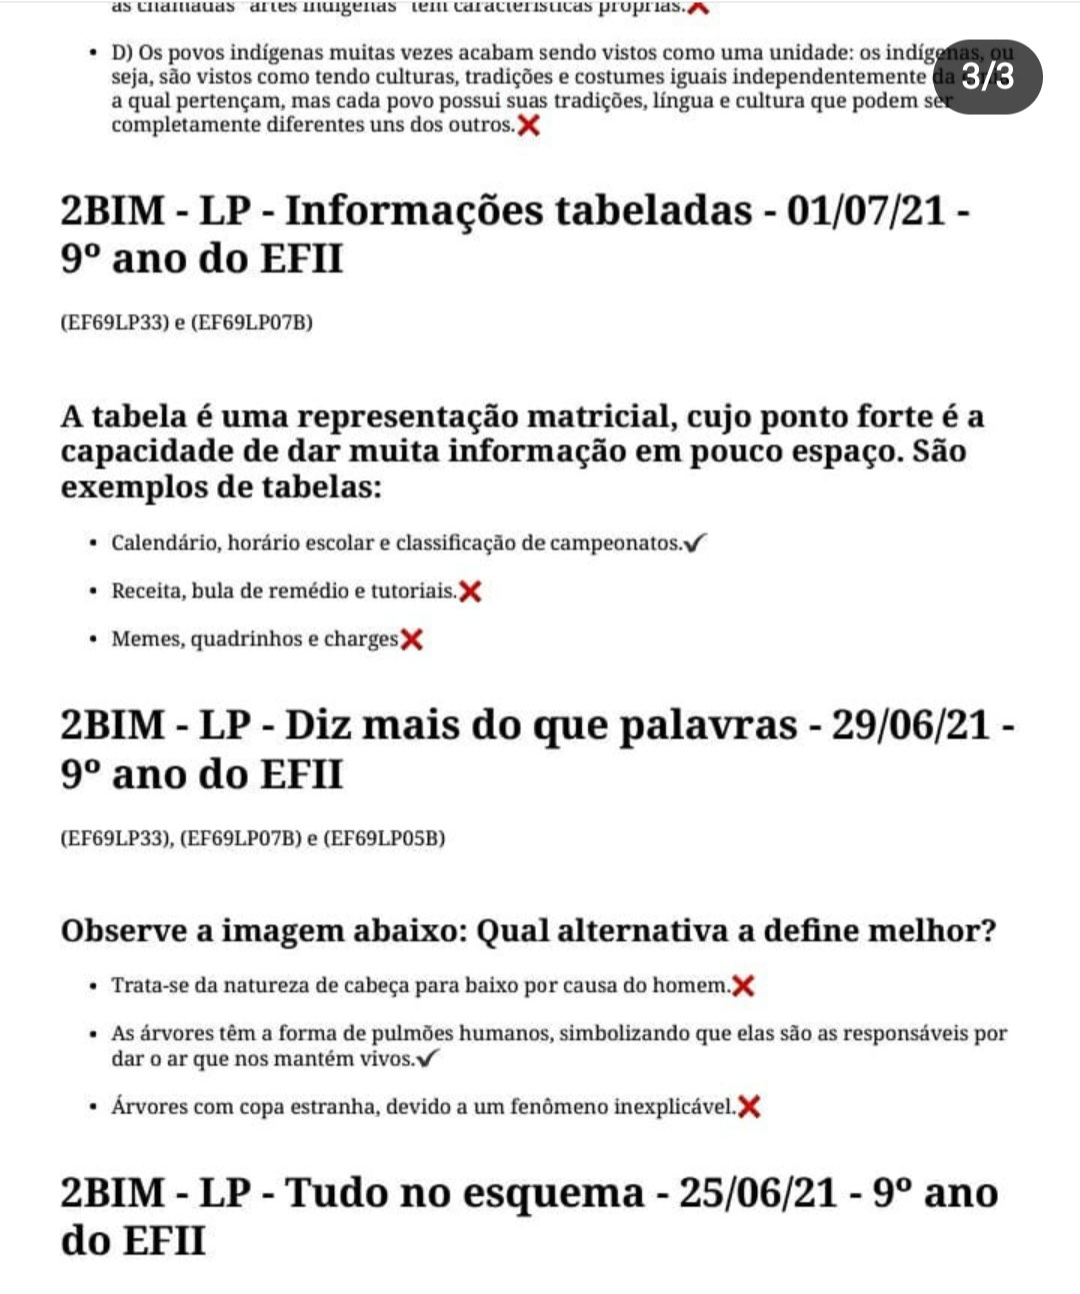 as chamadas "artes indígenas" têm características próprias.❌
• D) Os povos indígenas muitas vezes acabam sendo vistos como uma unidade: os indígenas, ou
seja, são vistos como tendo culturas, tradições e costumes iguais independentemente da
3/3
a qual pertençam, mas cada povo possui suas tradições, língua e cultura que podem ser
completamente diferentes uns dos outros.❌
2BIM - LP - Informações tabeladas - 01/07/21 -
9º ano do EFII
(EF69LP33) e (EF69LP07B)
A tabela é uma representação matricial, cujo ponto forte é a
capacidade de dar muita informação em pouco espaço. São
exemplos de tabelas:
• Calendário, horário escolar e classificação de campeonatos.✔
• Receita, bula de remédio e tutoriais.❌
• Memes, quadrinhos e charges❌
2BIM - LP - Diz mais do que palavras - 29/06/21 -
9º ano do EFII
(EF69LP33), (EF69LP07B) e (EF69LP05B)
Observe a imagem abaixo: Qual alternativa a define melhor?
• Trata-se da natureza de cabeça para baixo por causa do homem.❌
• As árvores têm a forma de pulmões humanos, simbolizando que elas são as responsáveis por
dar o ar que nos mantém vivos.✔
• Árvores com copa estranha, devido a um fenômeno inexplicável.❌
2BIM - LP - Tudo no esquema - 25/06/21 - 9º ano
do EFII